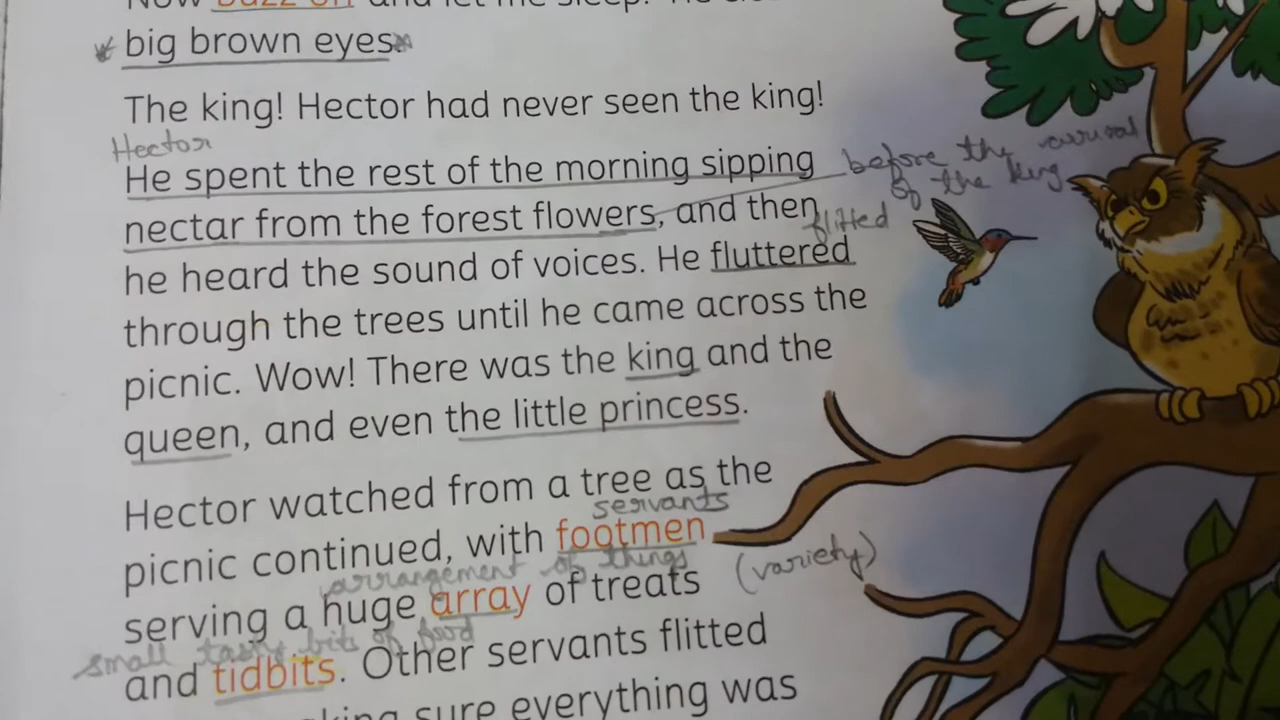 big brown eyes.
The king! Hector had never seen the king!
Hector
He spent the rest of the morning sipping before the arrival
of the king
nectar from the forest flowers, and then
flitted
he heard the sound of voices. He fluttered
through the trees until he came across the
picnic. Wow! There was the king and the
queen, and even the little princess.
Hector watched from a tree as the
servants
picnic continued, with footmen
arrangement of things (variety)
serving a huge array of treats
small tasty bits of food
and tidbits. Other servants flitted
sure everything was